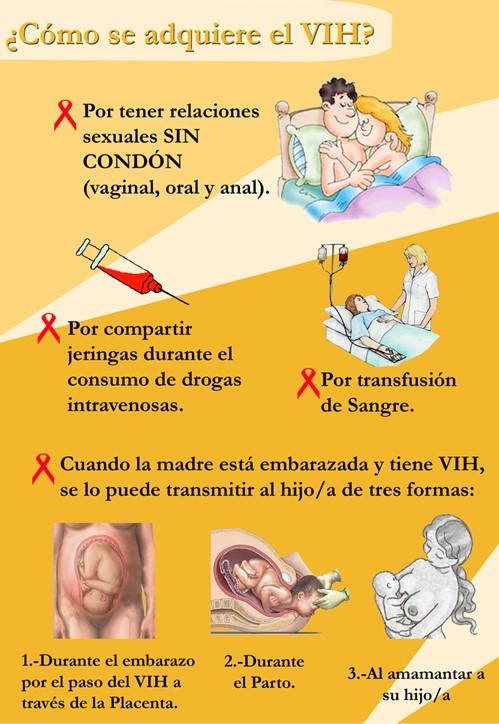 ¿Cómo se adquiere el VIH?
Por tener relaciones
sexuales SIN
CONDÓN
(vaginal, oral y anal).
Por compartir
jeringas durante el
consumo de drogas
intravenosas.
Por transfusión
de Sangre.
Cuando la madre está embarazada y tiene VIH,
se lo puede transmitir al hijo/a de tres formas:
1.-Durante el embarazo
por el paso del VIH a
través de la Placenta.
2.-Durante
el Parto.
3.-Al amamantar a
su hijo/a